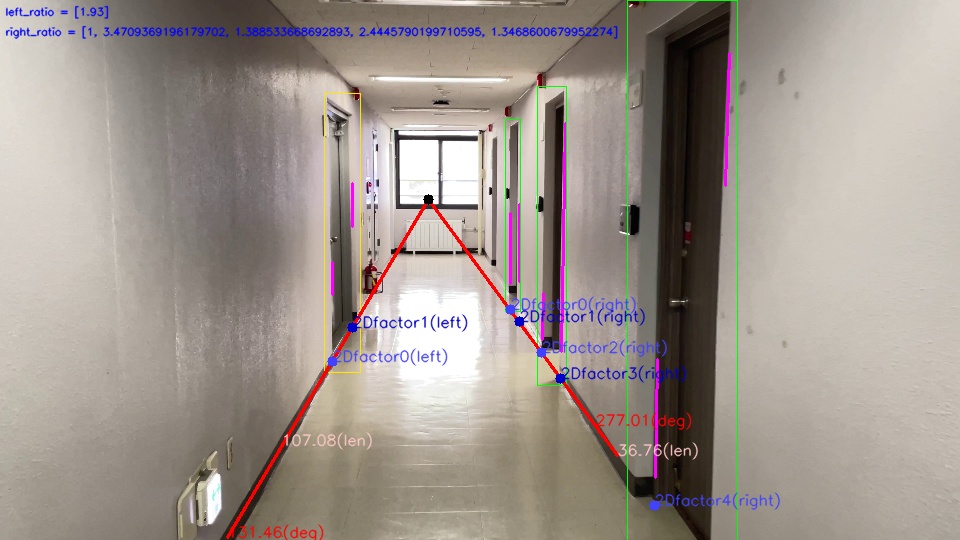 left_ratio = [1.93]
right_ratio = [1, 3.4709369196179702, 1.388533668692893, 2.4445790199710595, 1.3468600679952274]
2Dfactor0(right)
2Dfactor1(right)
2Dfactor1(left)
2Dfactor2(right)
2Dfactor0(left)
2Dfactor3(right)
277.01(deg)
107.08(len)
36.76(len)
2Dfactor4(right)
131.46(deg)